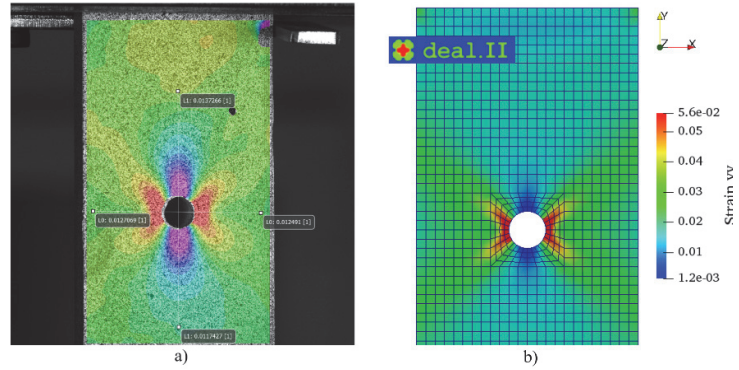 L1: 0.0137266 [1]
L0: 0.0127069 [1]
L0: 0.012491 [1]
L1: 0.0117427 [1]
a)
deal.II
b)
Y
Z
X
5.6e-02
0.05
0.04
0.03
0.02
0.01
1.2e-03
Strain yy